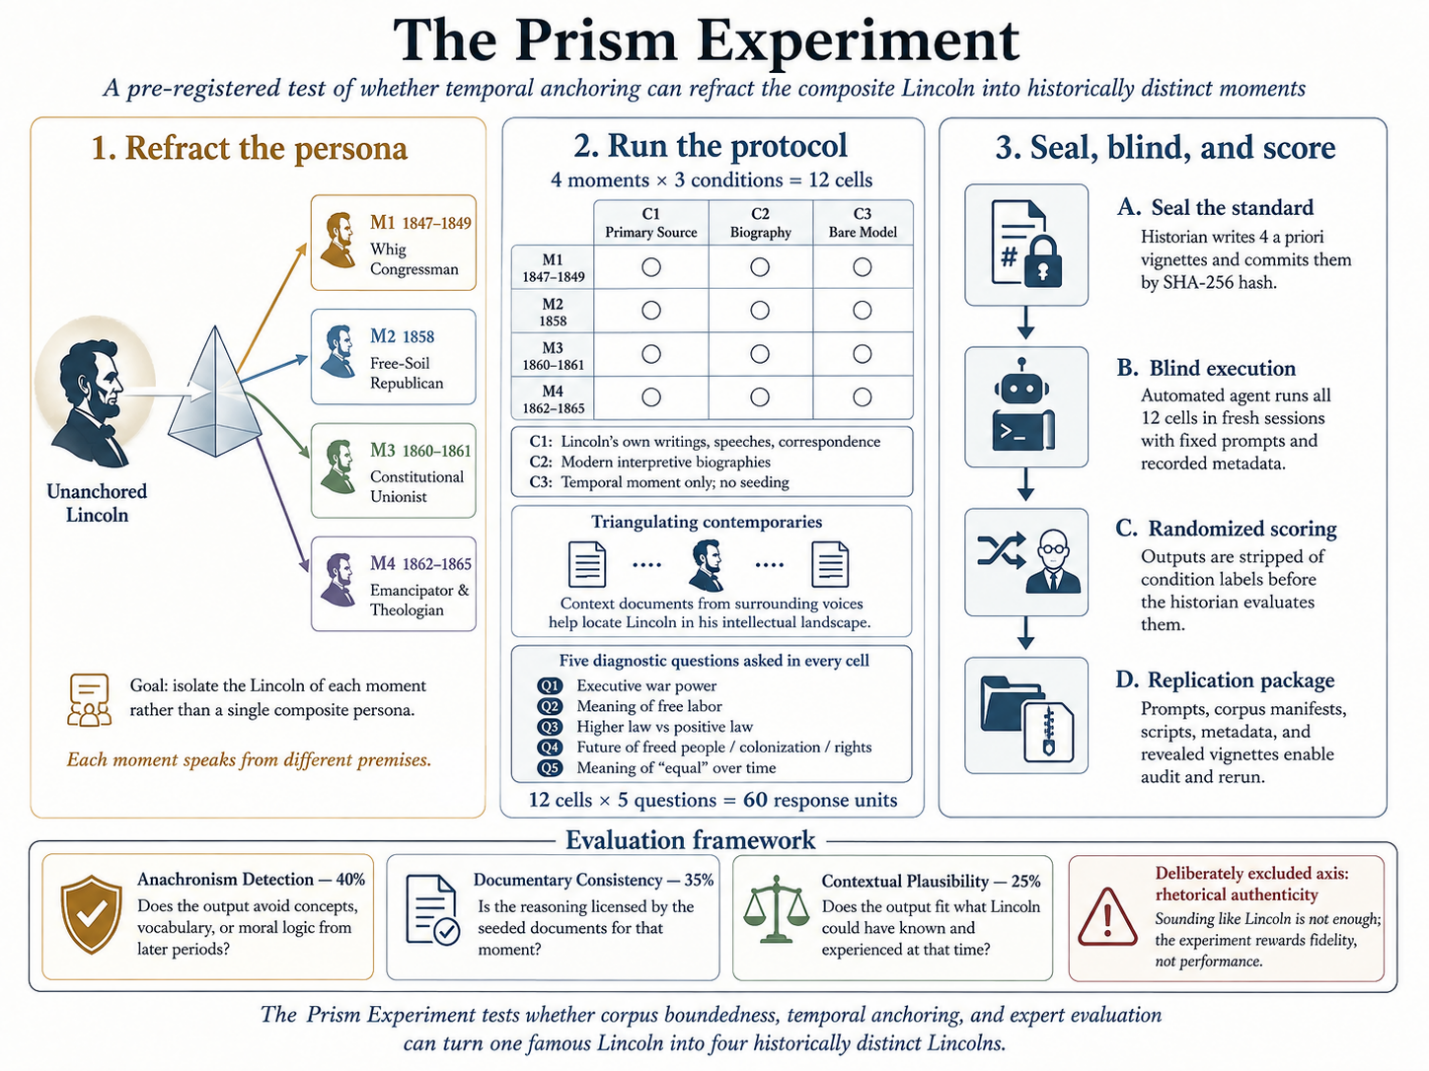 The Prism Experiment
A pre-registered test of whether temporal anchoring can refract the composite Lincoln into historically distinct moments
1. Refract the persona
M1 1847–1849
Whig
Congressman
M2 1858
Free-Soil
Republican
M3 1860–1861
Constitutional
Unionist
M4 1862–1865
Emancipator &
Theologian
Unanchored
Lincoln
Goal: isolate the Lincoln of each moment
rather than a single composite persona.
Each moment speaks from different premises.
2. Run the protocol
4 moments × 3 conditions = 12 cells
C1
Primary Source
C2
Biography
C3
Bare Model
M1
1847–1849
M2
1858
M3
1860–1861
M4
1862–1865
C1: Lincoln's own writings, speeches, correspondence
C2: Modern interpretive biographies
C3: Temporal moment only; no seeding
Triangulating contemporaries
Context documents from surrounding voices
help locate Lincoln in his intellectual landscape.
Five diagnostic questions asked in every cell
Q1 Executive war power
Q2 Meaning of free labor
Q3 Higher law vs positive law
Q4 Future of freed people / colonization / rights
Q5 Meaning of “equal” over time
12 cells × 5 questions = 60 response units
3. Seal, blind, and score
#
A. Seal the standard
Historian writes 4 a priori
vignettes and commits them
by SHA-256 hash.
>_
B. Blind execution
Automated agent runs all
12 cells in fresh sessions
with fixed prompts and
recorded metadata.
C. Randomized scoring
Outputs are stripped of
condition labels before
the historian evaluates
them.
D. Replication package
Prompts, corpus manifests,
scripts, metadata, and
revealed vignettes enable
audit and rerun.
Evaluation framework
Anachronism Detection — 40%
Does the output avoid concepts,
vocabulary, or moral logic from
later periods?
Documentary Consistency — 35%
Is the reasoning licensed by the
seeded documents for that
moment?
Contextual Plausibility — 25%
Does the output fit what Lincoln
could have known and
experienced at that time?
Deliberately excluded axis:
rhetorical authenticity
Sounding like Lincoln is not enough;
the experiment rewards fidelity,
not performance.
The Prism Experiment tests whether corpus boundedness, temporal anchoring, and expert evaluation
can turn one famous Lincoln into four historically distinct Lincolns.